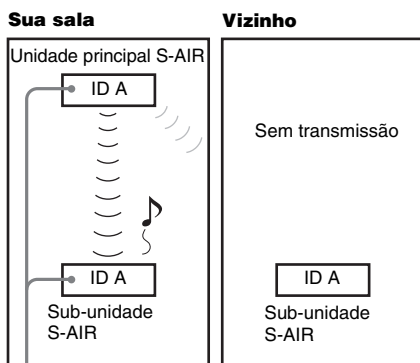 Sua sala
Unidade principal S-AIR
ID A
ID A
Sub-unidade
S-AIR
Vizinho
Sem transmissão
ID A
Sub-unidade
S-AIR